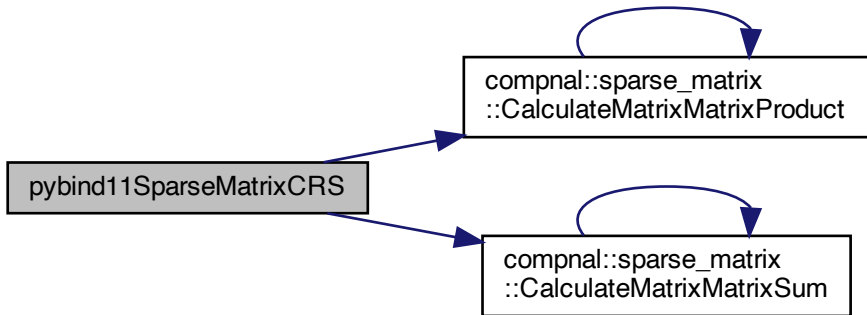 compnal::sparse_matrix
::CalculateMatrixMatrixProduct
pybind11SparseMatrixCRS
compnal::sparse_matrix
::CalculateMatrixMatrixSum